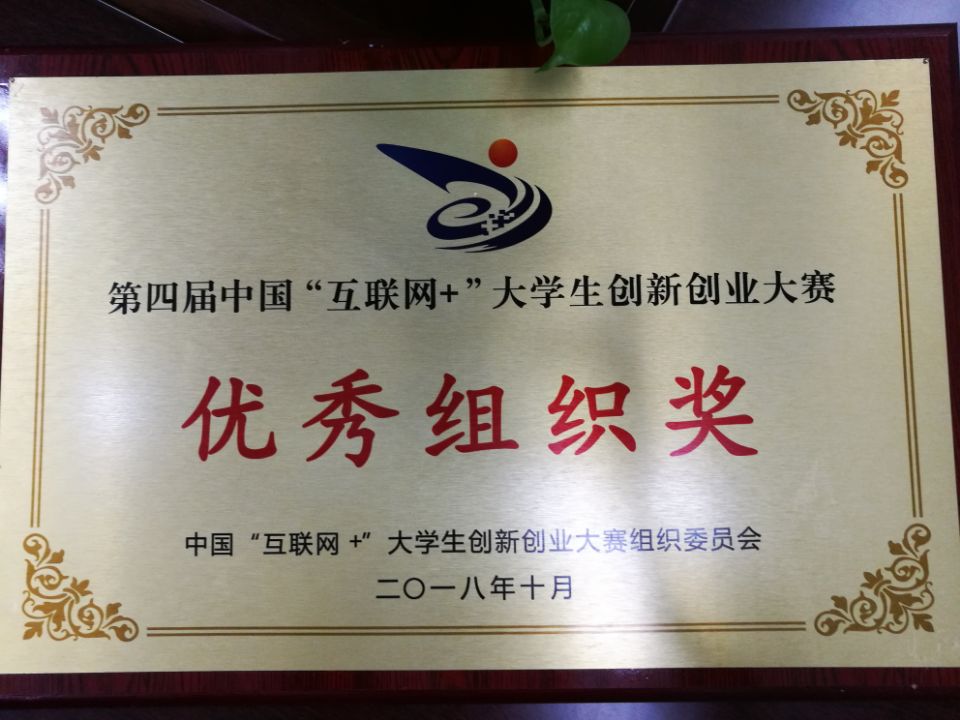 第四届中国“互联网+”大学生创新创业大赛
优秀组织奖
中国“互联网+”大学生创新创业大赛组织委员会
二〇一八年十月